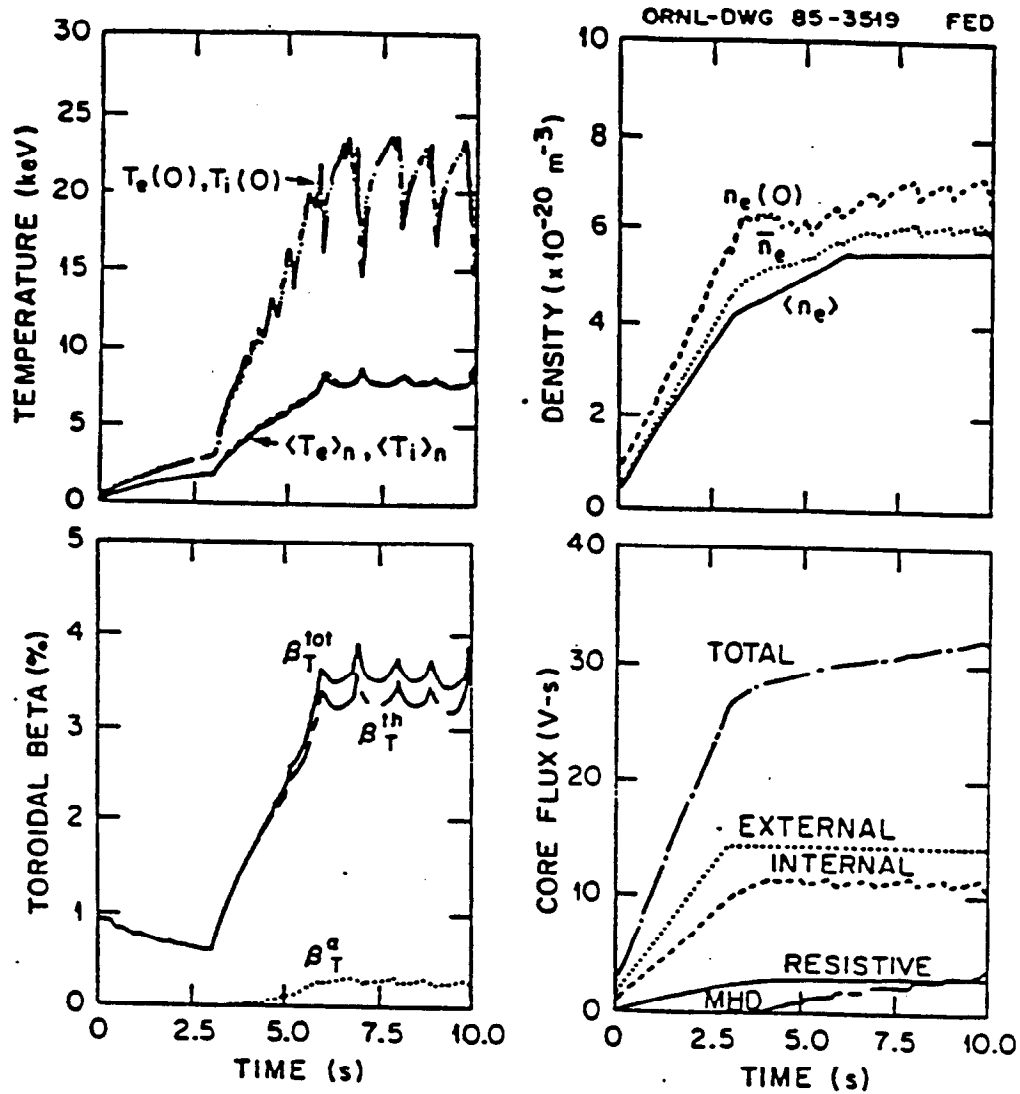 ORNL-DWG 85-3519 FED
30
25
20
15
10
5
0
TEMPERATURE (keV)
Te(0), Ti(0)
⟨Te⟩n, ⟨Ti⟩n
10
8
6
4
2
0
DENSITY (x10⁻²⁰ m⁻³)
ne(0)
n̅e
⟨ne⟩
5
4
3
2
1
0
TOROIDAL BETA (%)
βT^tot
βT^th
βT^α
0 2.5 5.0 7.5 10.0
TIME (s)
40
30
20
10
0
CORE FLUX (V-s)
TOTAL
EXTERNAL
INTERNAL
RESISTIVE
MHD
0 2.5 5.0 7.5 10.0
TIME (s)